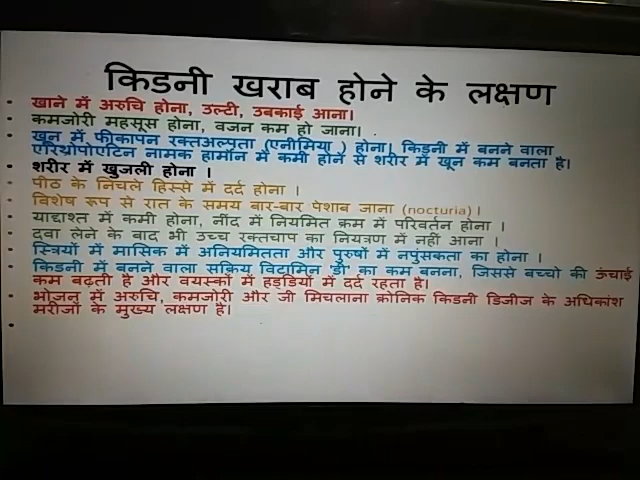 किडनी खराब होने के लक्षण
• खाने में अरुचि होना, उल्टी, उबकाई आना।
• कमजोरी महसूस होना, वजन कम हो जाना।
• खून में फीकापन रक्तअल्पता (एनीमिया ) होना। किडनी में बनने वाला
एरिथ्रोपोएटिन नामक हार्मोन में कमी होने से शरीर में खून कम बनता है।
• शरीर में खुजली होना ।
• पीठ के निचले हिस्से में दर्द होना ।
• विशेष रूप से रात के समय बार-बार पेशाब जाना (nocturia) ।
• याद्दाश्त में कमी होना, नींद में नियमित क्रम में परिवर्तन होना ।
• दवा लेने के बाद भी उच्च रक्तचाप का नियंत्रण में नहीं आना ।
• स्त्रियों में मासिक में अनियमितता और पुरुषों में नपुंसकता का होना ।
• किडनी में बनने वाला सक्रिय विटामिन 'डी' का कम बनना, जिससे बच्चो की ऊंचाई
कम बढ़ती है और वयस्कों में हड्डियों में दर्द रहता है।
• भोजन में अरुचि, कमजोरी और जी मिचलाना क्रोनिक किडनी डिजीज के अधिकांश
मरीजों के मुख्य लक्षण है।
•